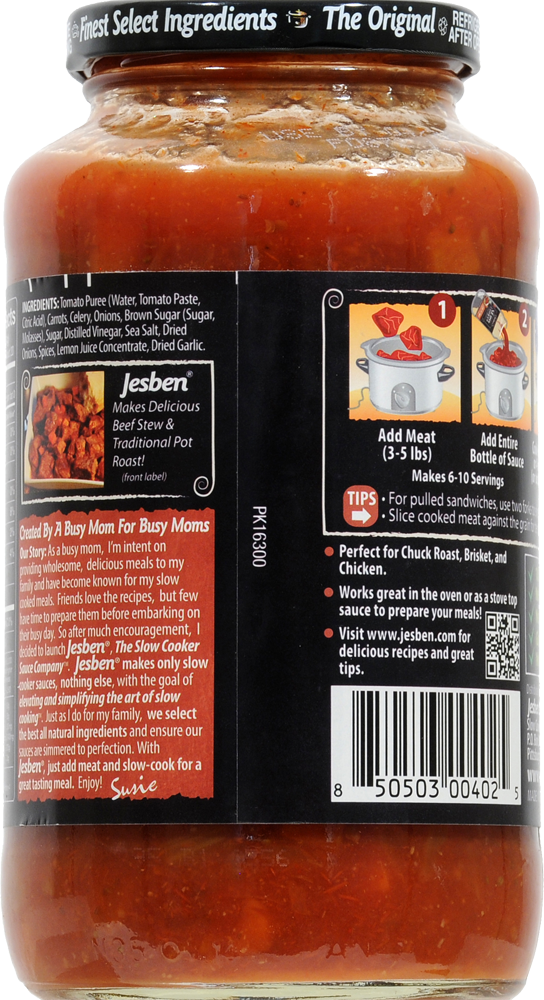 Finest Select Ingredients The Original REFRI
AFTER
INGREDIENTS: Tomato Puree (Water, Tomato Paste,
Citric Acid), Carrots, Celery, Onions, Brown Sugar (Sugar,
Molasses), Sugar, Distilled Vinegar, Sea Salt, Dried
Onions, Spices, Lemon Juice Concentrate, Dried Garlic.
Jesben®
Makes Delicious
Beef Stew &
Traditional Pot
Roast!
(front label)
Created By A Busy Mom For Busy Moms
Our Story: As a busy mom, I'm intent on
providing wholesome, delicious meals to my
family and have become known for my slow
cooked meals. Friends love the recipes, but few
have time to prepare them before embarking on
their busy day. So after much encouragement, I
decided to launch Jesben®, The Slow Cooker
Sauce Company™. Jesben® makes only slow
-cooker sauces, nothing else, with the goal of
elevating and simplifying the art of slow
cooking™. Just as I do for my family, we select
the best all natural ingredients and ensure our
sauces are simmered to perfection. With
Jesben®, just add meat and slow-cook for a
great tasting meal. Enjoy! Susie
PK16300
1
2
Add Meat
(3-5 lbs)
Add Entire
Bottle of Sauce
Makes 6-10 Servings
TIPS
• For pulled sandwiches, use two for
• Slice cooked meat against the grain
• Perfect for Chuck Roast, Brisket, and
Chicken.
• Works great in the oven or as a stove top
sauce to prepare your meals!
• Visit www.jesben.com for
delicious recipes and great
tips.
8 50503 00402 5